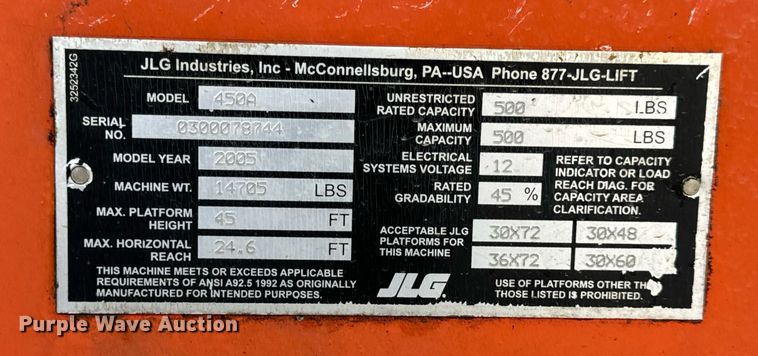 3252342G
JLG Industries, Inc - McConnellsburg, PA--USA Phone 877-JLG-LIFT
MODEL 450A
SERIAL NO. 0300078744
MODEL YEAR 2005
MACHINE WT. 14705 LBS
MAX. PLATFORM HEIGHT 45 FT
MAX. HORIZONTAL REACH 24.6 FT
THIS MACHINE MEETS OR EXCEEDS APPLICABLE
REQUIREMENTS OF ANSI A92.5 1992 AS ORIGINALLY
MANUFACTURED FOR INTENDED PURPOSES.
UNRESTRICTED RATED CAPACITY 500 LBS
MAXIMUM CAPACITY 500 LBS
ELECTRICAL SYSTEMS VOLTAGE 12
RATED GRADABILITY 45 %
REFER TO CAPACITY
INDICATOR OR LOAD
REACH DIAG. FOR
CAPACITY AREA
CLARIFICATION.
ACCEPTABLE JLG
PLATFORMS FOR
THIS MACHINE
30X72 30X48
36X72 30X60
JLG
USE OF PLATFORMS OTHER
THOSE LISTED IS PROHIBITED.
Purple Wave Auction